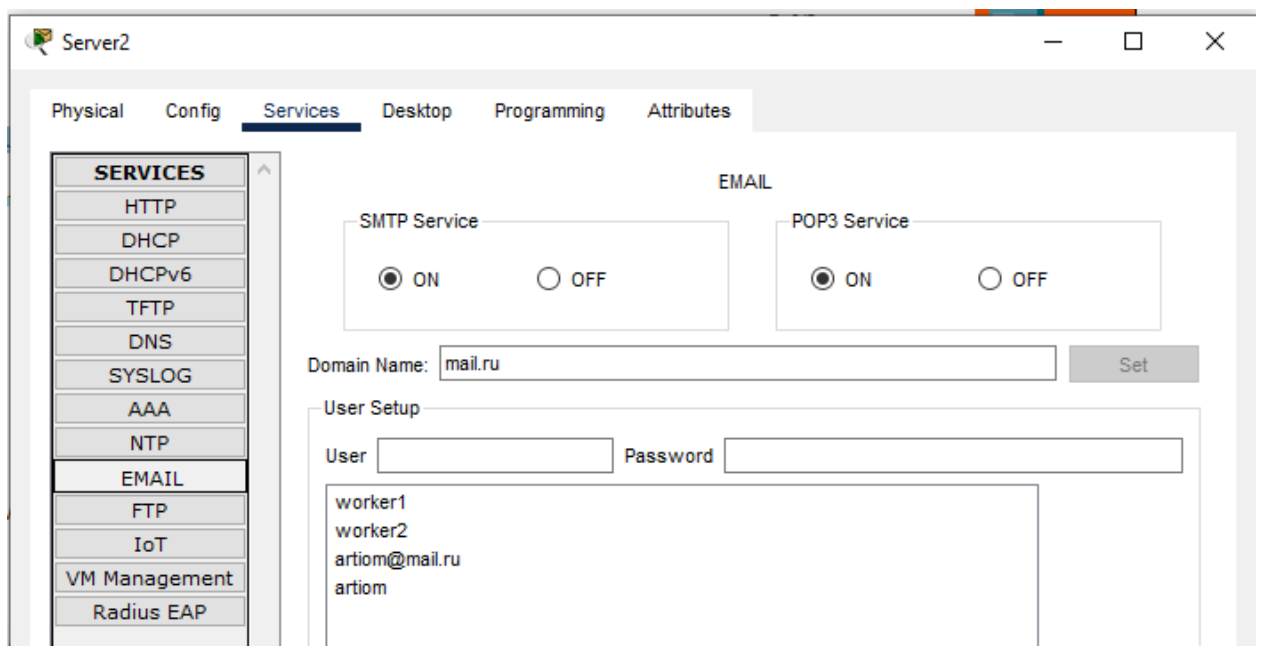 Server2
Physical Config Services Desktop Programming Attributes
SERVICES
HTTP
DHCP
DHCPv6
TFTP
DNS
SYSLOG
AAA
NTP
EMAIL
FTP
IoT
VM Management
Radius EAP
EMAIL
SMTP Service
ON OFF
POP3 Service
ON OFF
Domain Name: mail.ru Set
User Setup
User Password
worker1
worker2
artiom@mail.ru
artiom